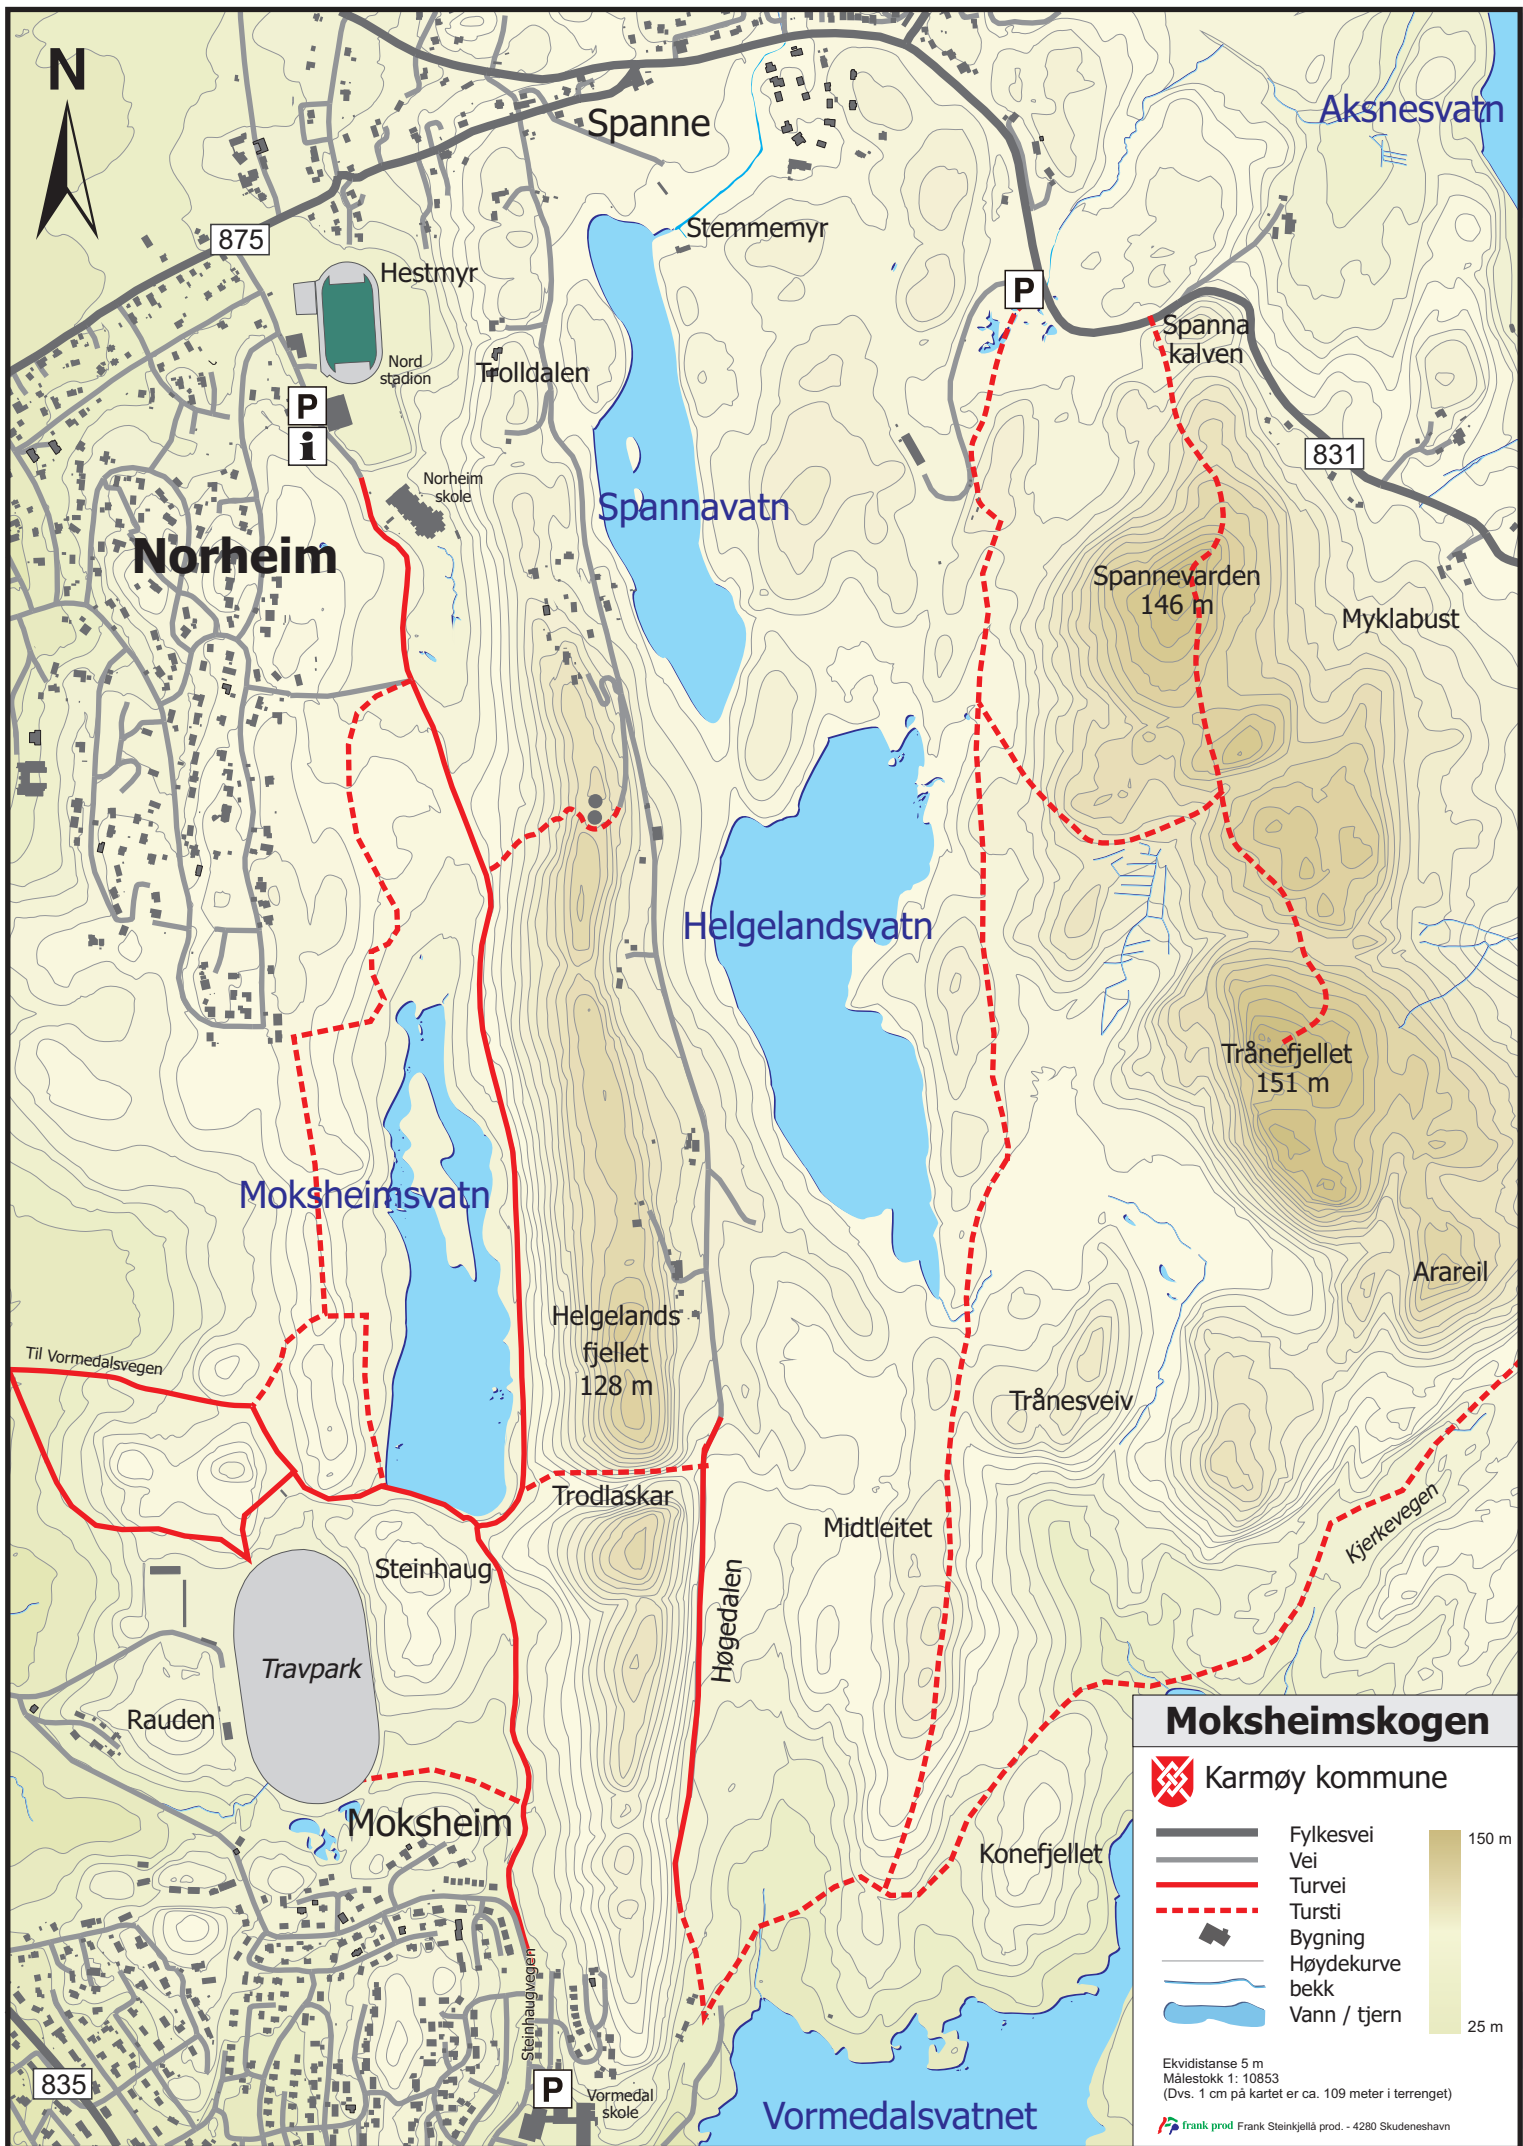 N
Aksnesvatn
Spanne
875
Stemmemyr
Hestmyr
P
Spanna
kalven
Nord
stadion
Trolldalen
P
i
831
Norheim
skole
Spannavatn
Norheim
Spannevarden
146 m
Myklabust
Helgelandsvatn
Trånefjellet
151 m
Moksheimsvatn
Arareil
Helgelands
fjellet
128 m
Til Vormedalsvegen
Trånesveiv
Trodlaskar
Midtleitet
Kjerkevegen
Steinhaug
Høgedalen
Travpark
Rauden
Moksheim
Konefjellet
Steinhaugvegen
835
P
Vormedal
skole
Vormedalsvatnet
Moksheimskogen
Karmøy kommune
Fylkesvei
Vei
Turvei
Tursti
Bygning
Høydekurve
bekk
Vann / tjern
150 m
25 m
Ekvidistanse 5 m
Målestokk 1: 10853
(Dvs. 1 cm på kartet er ca. 109 meter i terrenget)
frank prod Frank Steinkjellå prod. - 4280 Skudeneshavn